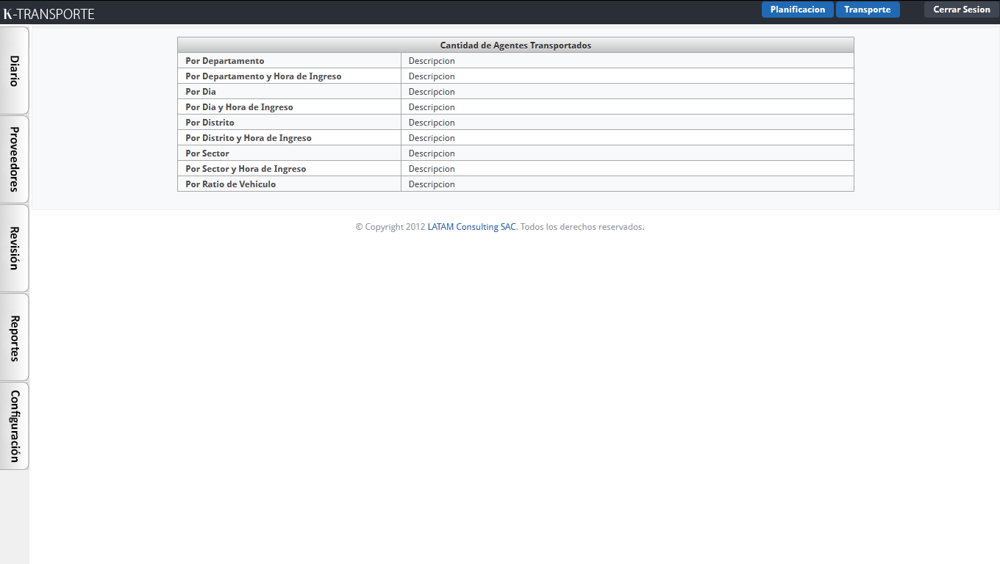 K-TRANSPORTE
Planificacion Transporte Cerrar Sesion
Diario
Proveedores
Revisión
Reportes
Configuración
Cantidad de Agentes Transportados
Por Departamento Descripcion
Por Departamento y Hora de Ingreso Descripcion
Por Dia Descripcion
Por Dia y Hora de Ingreso Descripcion
Por Distrito Descripcion
Por Distrito y Hora de Ingreso Descripcion
Por Sector Descripcion
Por Sector y Hora de Ingreso Descripcion
Por Ratio de Vehiculo Descripcion
© Copyright 2012 LATAM Consulting SAC. Todos los derechos reservados.